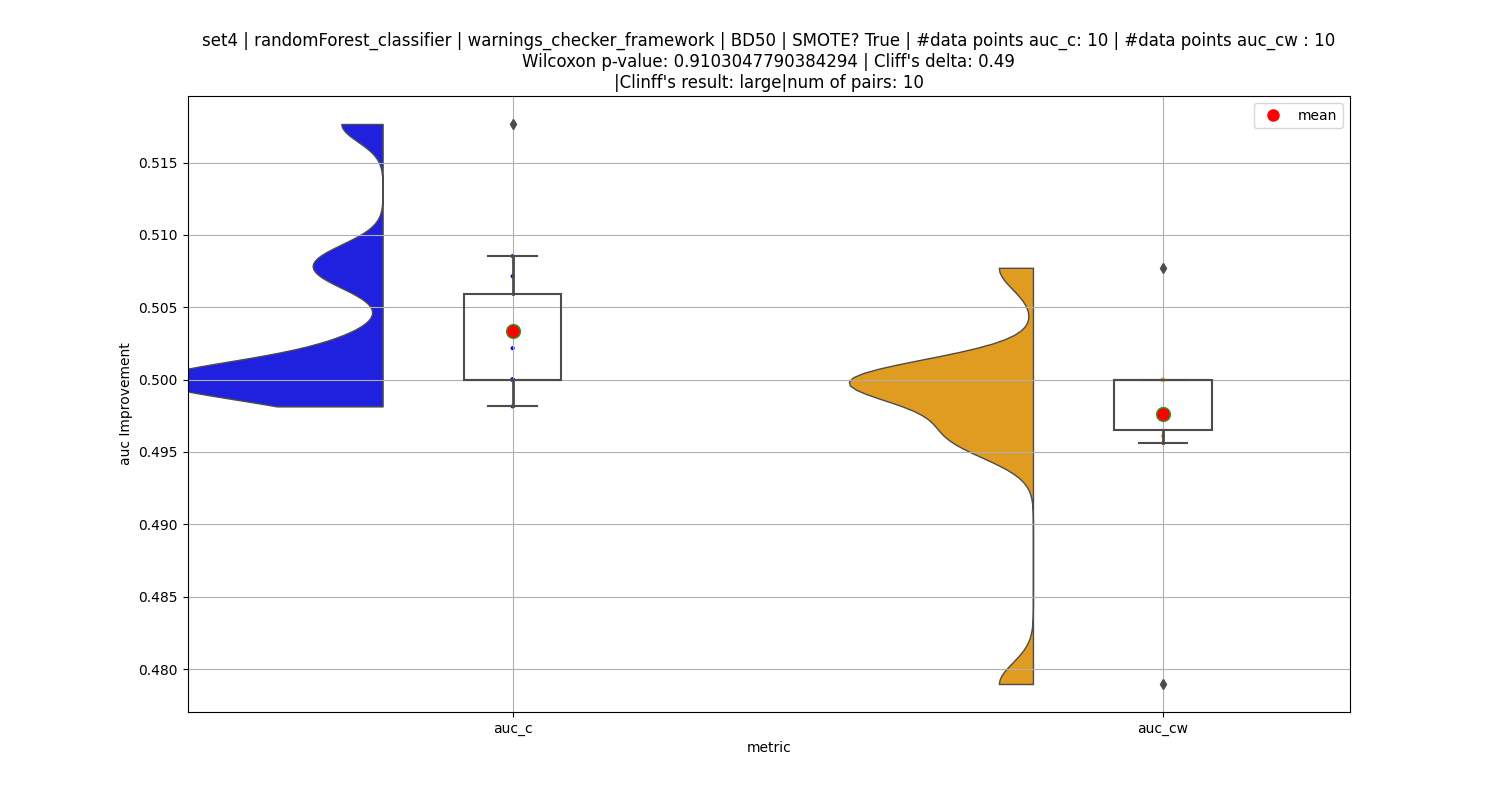 set4 | randomForest_classifier | warnings_checker_framework | BD50 | SMOTE? True | #data points auc_c: 10 | #data points auc_cw : 10
Wilcoxon p-value: 0.9103047790384294 | Cliff's delta: 0.49
|Clinff's result: large|num of pairs: 10
mean
0.515
0.510
0.505
0.500
0.495
0.490
0.485
0.480
auc Improvement
auc_c
auc_cw
metric